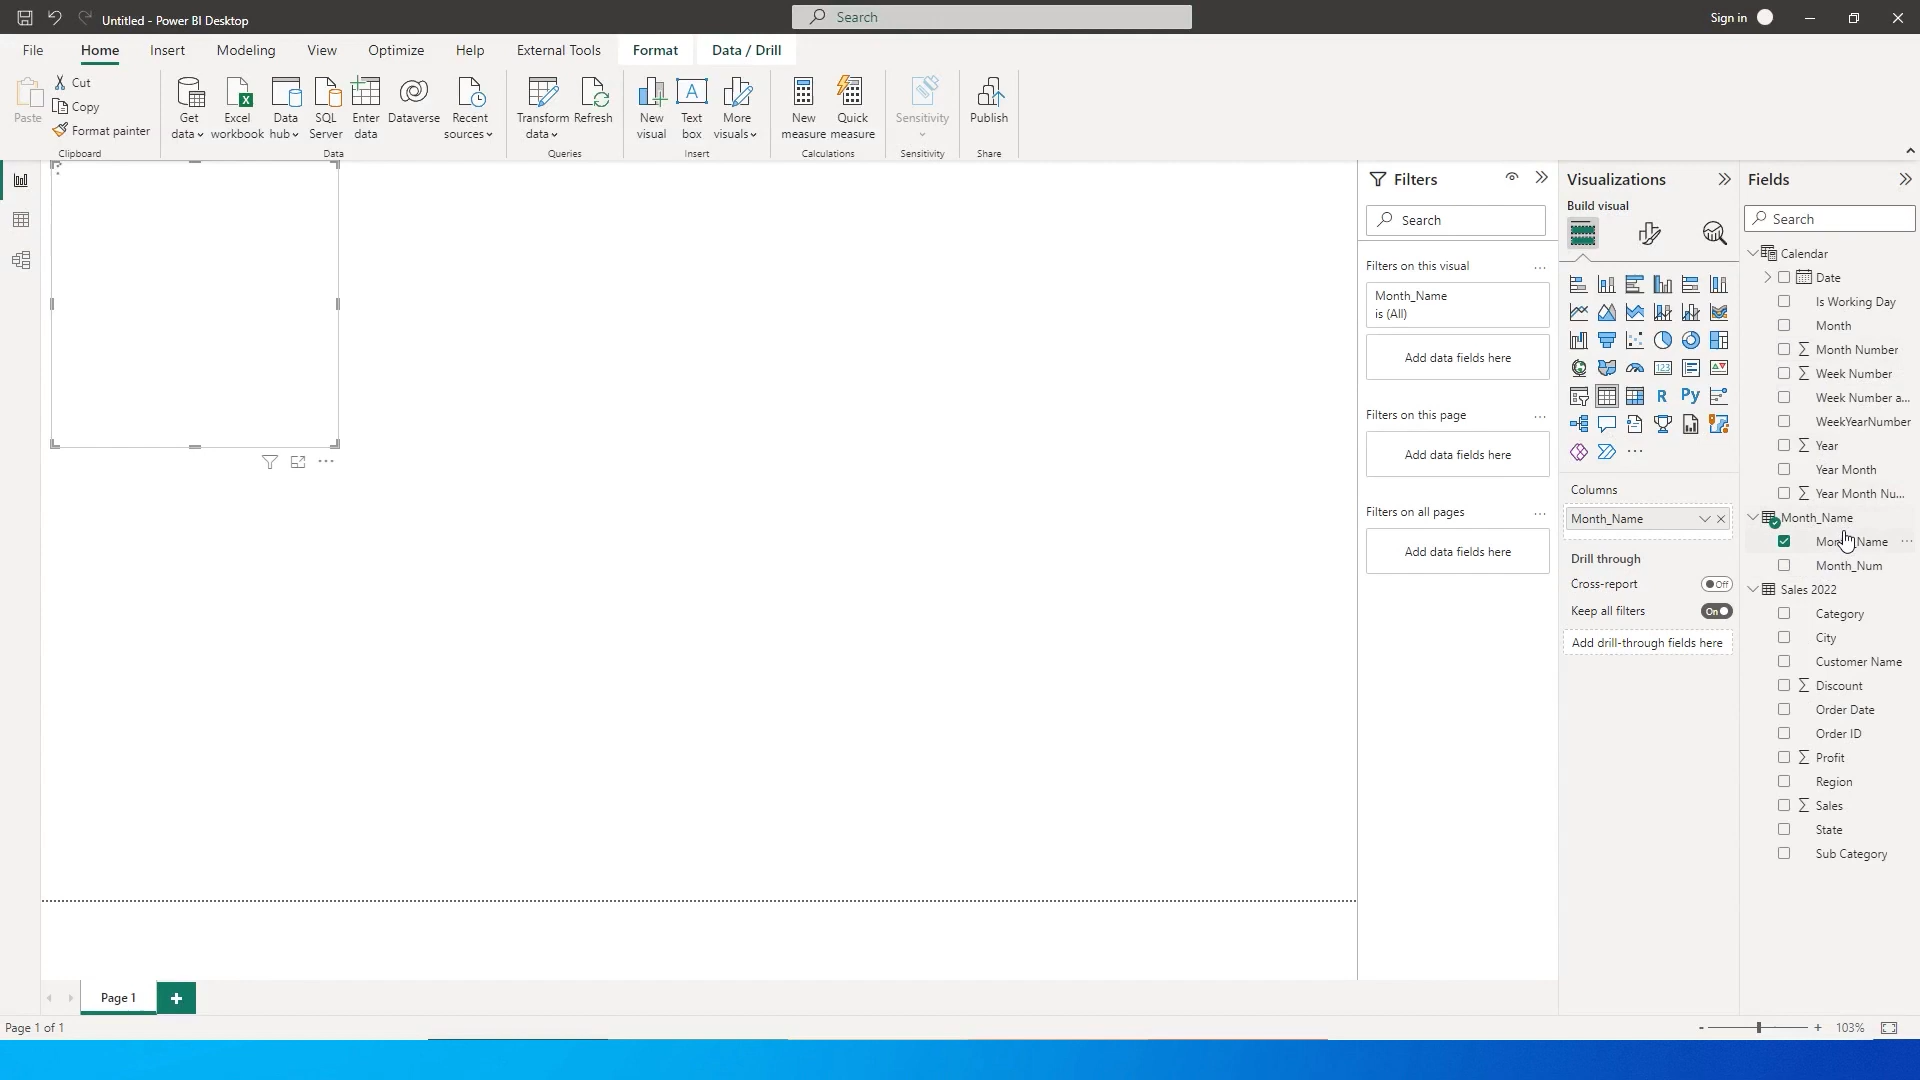 Untitled - Power BI Desktop
Search
Sign in
File
Home
Insert
Modeling
View
Optimize
Help
External Tools
Format
Data / Drill
Paste
Cut
Copy
Format painter
Clipboard
Get data
Excel workbook
Data hub
SQL Server
Enter data
Dataverse
Recent sources
Data
Transform data
Refresh
Queries
New visual
Text box
More visuals
Insert
New measure
Quick measure
Calculations
Sensitivity
Sensitivity
Publish
Share
Filters
Search
Filters on this visual
Month_Name
is (All)
Add data fields here
Filters on this page
Add data fields here
Filters on all pages
Add data fields here
Visualizations
Build visual
123
R
Py
Columns
Month_Name
Drill through
Cross-report
Off
Keep all filters
On
Add drill-through fields here
Fields
Search
Calendar
Date
Is Working Day
Month
Month Number
Week Number
Week Number a...
WeekYearNumber
Year
Year Month
Year Month Nu...
Month_Name
Month_Name
Month_Num
Sales 2022
Category
City
Customer Name
Discount
Order Date
Order ID
Profit
Region
Sales
State
Sub Category
Page 1
Page 1 of 1
103%